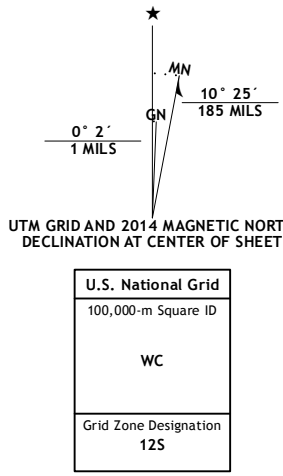 ★
MN
GN
10° 25´
185 MILS
0° 2´
1 MILS
UTM GRID AND 2014 MAGNETIC NORT
DECLINATION AT CENTER OF SHEET
U.S. National Grid
100,000-m Square ID
WC
Grid Zone Designation
12S